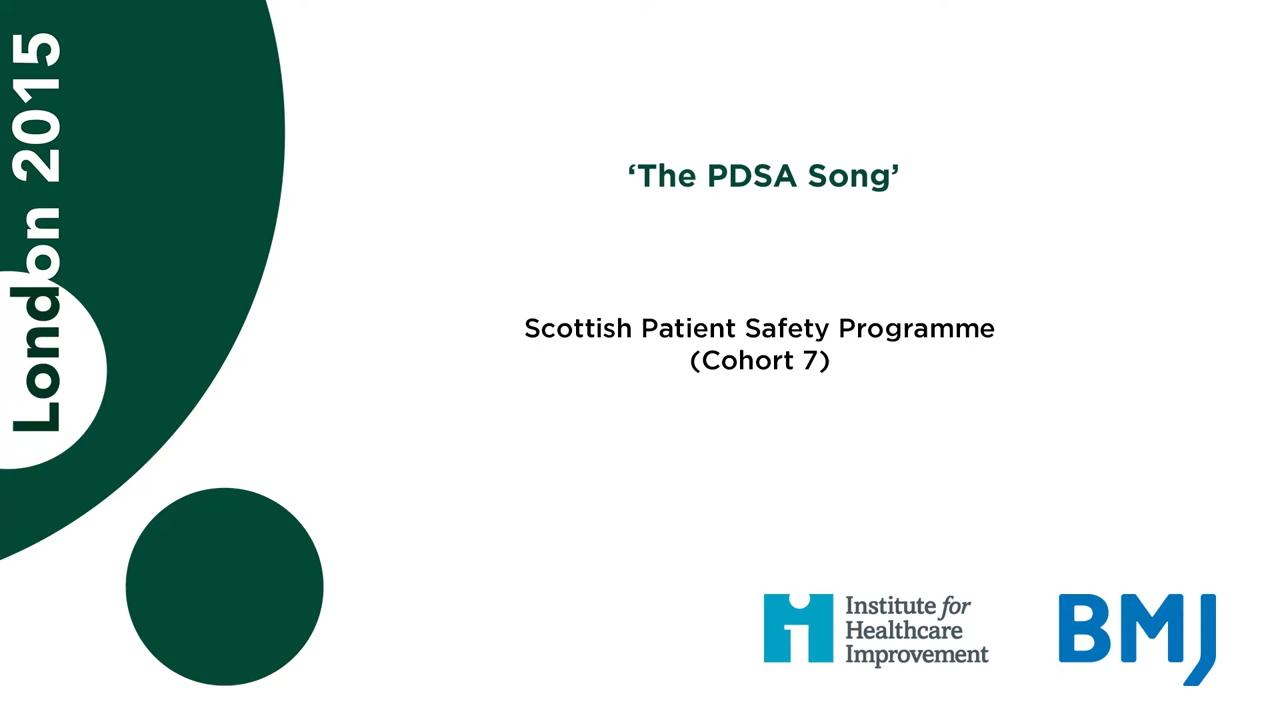 London 2015
‘The PDSA Song’
Scottish Patient Safety Programme
(Cohort 7)
Institute for
Healthcare
Improvement
BMJ